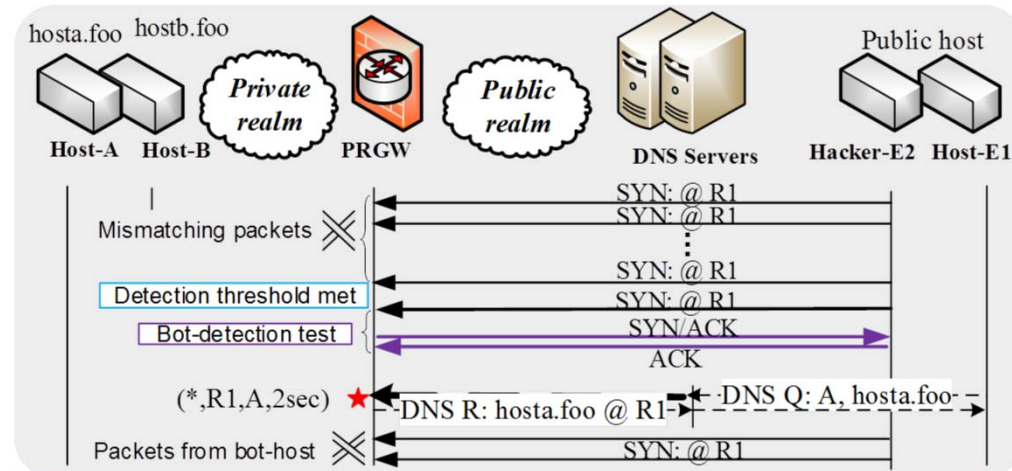 hosta.foo
hostb.foo
Public host
Private
realm
Public
realm
Host-A
Host-B
PRGW
DNS Servers
Hacker-E2
Host-E1
SYN: @ R1
SYN: @ R1
Mismatching packets
SYN: @ R1
Detection threshold met
SYN: @ R1
Bot-detection test
SYN/ACK
ACK
(*,R1,A,2sec)
DNS Q: A, hosta.foo
DNS R: hosta.foo @ R1
Packets from bot-host
SYN: @ R1